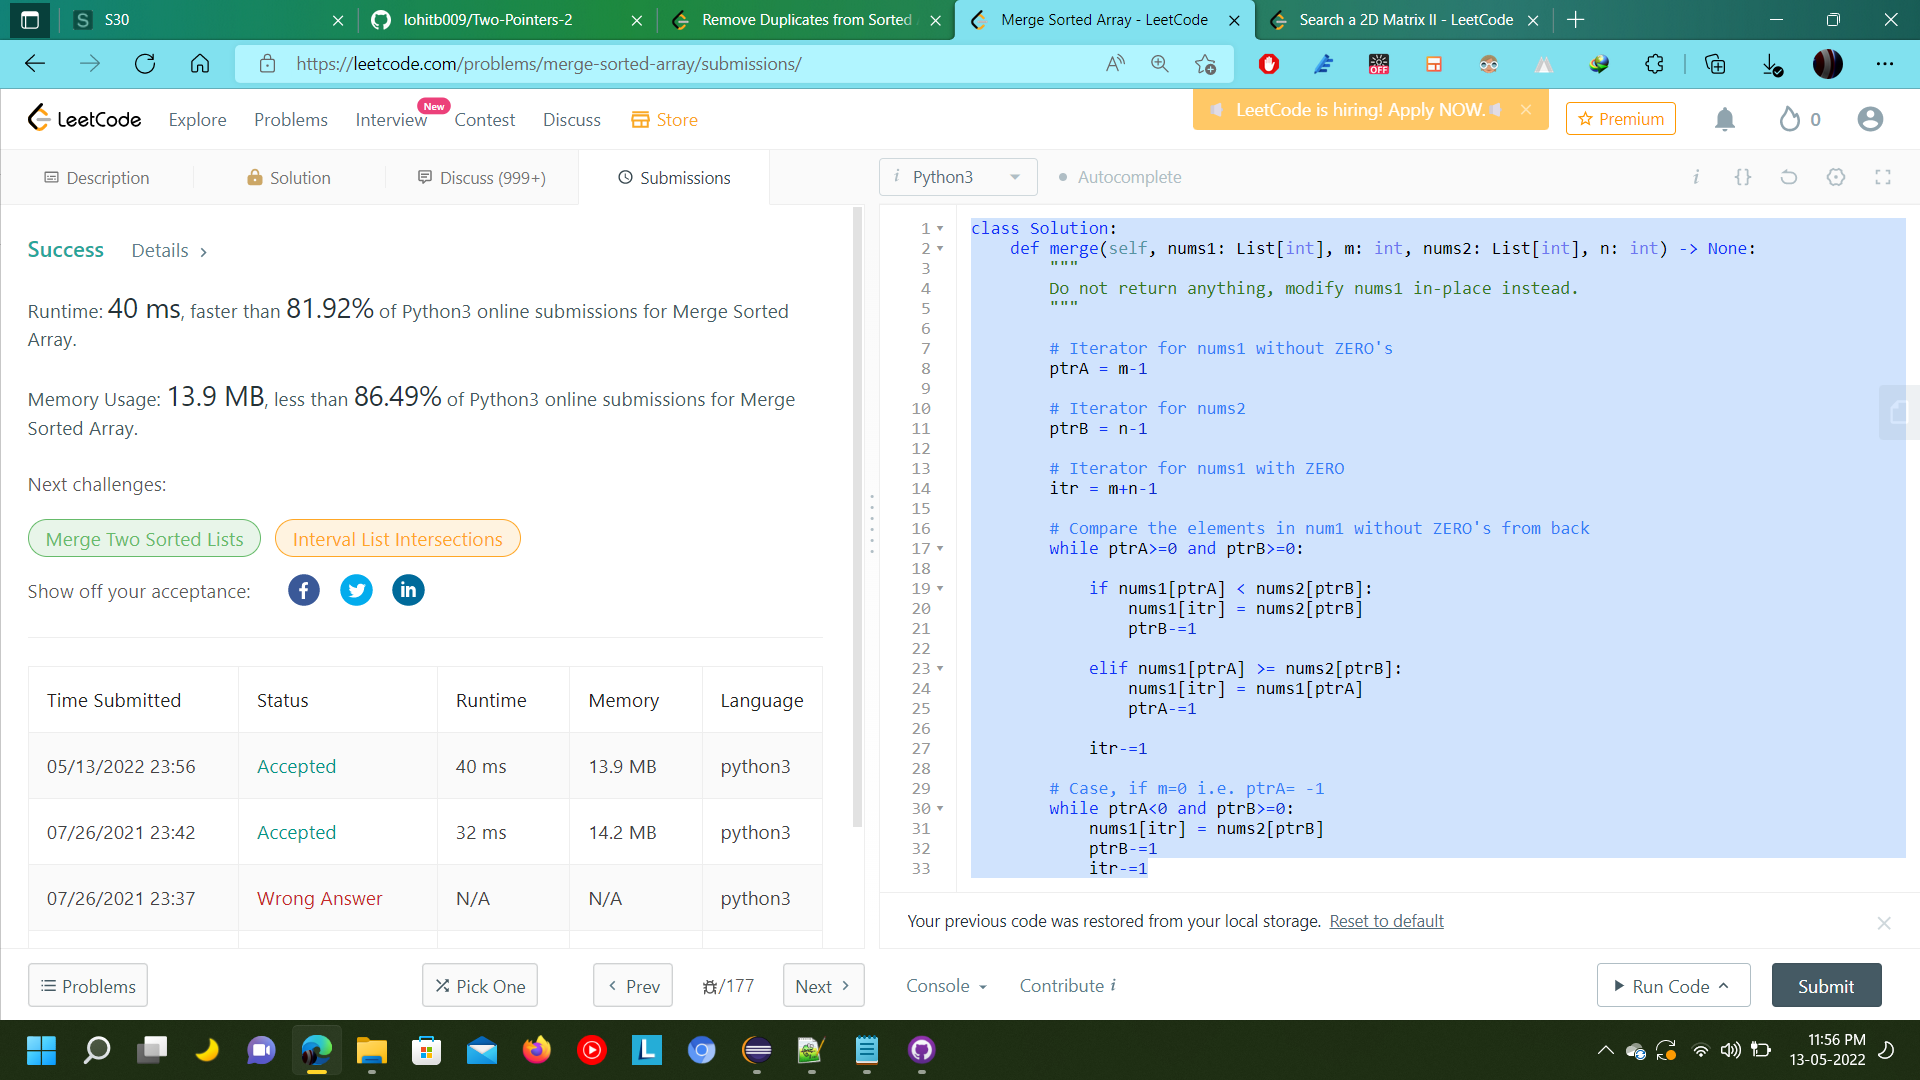 S30
lohitb009/Two-Pointers-2
Remove Duplicates from Sorted
Merge Sorted Array - LeetCode
Search a 2D Matrix II - LeetCode
https://leetcode.com/problems/merge-sorted-array/submissions/
OFF
LeetCode
Explore
Problems
Interview
New
Contest
Discuss
Store
LeetCode is hiring! Apply NOW.
Premium
0
Description
Solution
Discuss (999+)
Submissions
i Python3
Autocomplete
i {}
Success
Details
Runtime: 40 ms, faster than 81.92% of Python3 online submissions for Merge Sorted
Array.
Memory Usage: 13.9 MB, less than 86.49% of Python3 online submissions for Merge
Sorted Array.
Next challenges:
Merge Two Sorted Lists
Interval List Intersections
Show off your acceptance:
Time Submitted Status Runtime Memory Language
05/13/2022 23:56 Accepted 40 ms 13.9 MB python3
07/26/2021 23:42 Accepted 32 ms 14.2 MB python3
07/26/2021 23:37 Wrong Answer N/A N/A python3
1 class Solution:
2 def merge(self, nums1: List[int], m: int, nums2: List[int], n: int) -> None:
3 """
4 Do not return anything, modify nums1 in-place instead.
5 """
6
7 # Iterator for nums1 without ZERO's
8 ptrA = m-1
9
10 # Iterator for nums2
11 ptrB = n-1
12
13 # Iterator for nums1 with ZERO
14 itr = m+n-1
15
16 # Compare the elements in num1 without ZERO's from back
17 while ptrA>=0 and ptrB>=0:
18
19 if nums1[ptrA] < nums2[ptrB]:
20 nums1[itr] = nums2[ptrB]
21 ptrB-=1
22
23 elif nums1[ptrA] >= nums2[ptrB]:
24 nums1[itr] = nums1[ptrA]
25 ptrA-=1
26
27 itr-=1
28
29 # Case, if m=0 i.e. ptrA= -1
30 while ptrA<0 and ptrB>=0:
31 nums1[itr] = nums2[ptrB]
32 ptrB-=1
33 itr-=1
Your previous code was restored from your local storage. Reset to default
Problems
Pick One
Prev
/177
Next
Console
Contribute i
Run Code
Submit
11:56 PM
13-05-2022